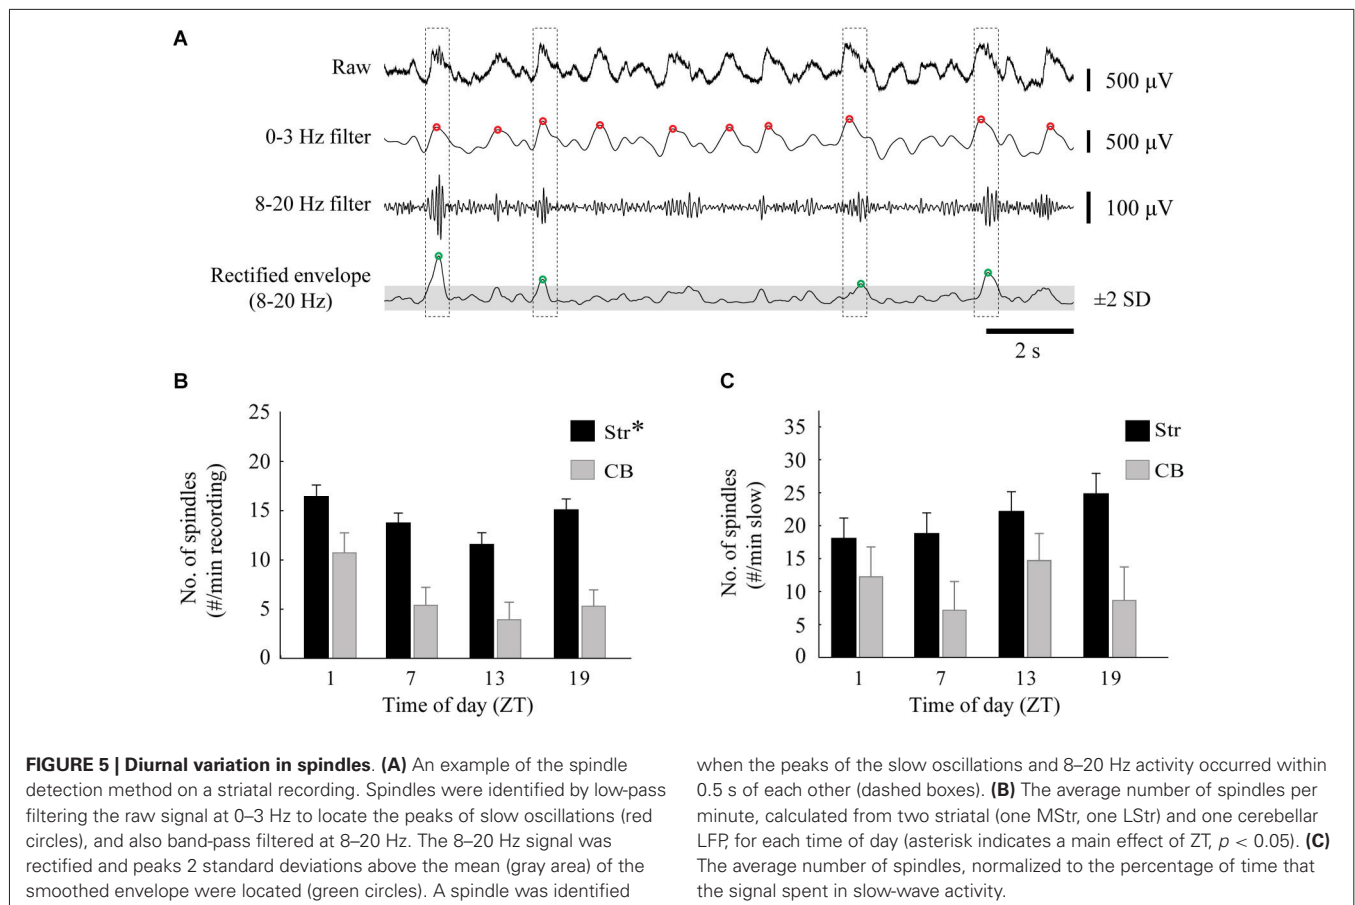 A
Raw
500 µV
0-3 Hz filter
500 µV
8-20 Hz filter
100 µV
Rectified envelope
(8-20 Hz)
±2 SD
2 s
B
No. of spindles
(#/min recording)
25
20
15
10
5
0
Str*
CB
1 7 13 19
Time of day (ZT)
C
No. of spindles
(#/min slow)
35
30
25
20
15
10
5
0
Str
CB
1 7 13 19
Time of day (ZT)
FIGURE 5 | Diurnal variation in spindles. (A) An example of the spindle
detection method on a striatal recording. Spindles were identified by low-pass
filtering the raw signal at 0–3 Hz to locate the peaks of slow oscillations (red
circles), and also band-pass filtered at 8–20 Hz. The 8–20 Hz signal was
rectified and peaks 2 standard deviations above the mean (gray area) of the
smoothed envelope were located (green circles). A spindle was identified
when the peaks of the slow oscillations and 8–20 Hz activity occurred within
0.5 s of each other (dashed boxes). (B) The average number of spindles per
minute, calculated from two striatal (one MStr, one LStr) and one cerebellar
LFP, for each time of day (asterisk indicates a main effect of ZT, p < 0.05). (C)
The average number of spindles, normalized to the percentage of time that
the signal spent in slow-wave activity.